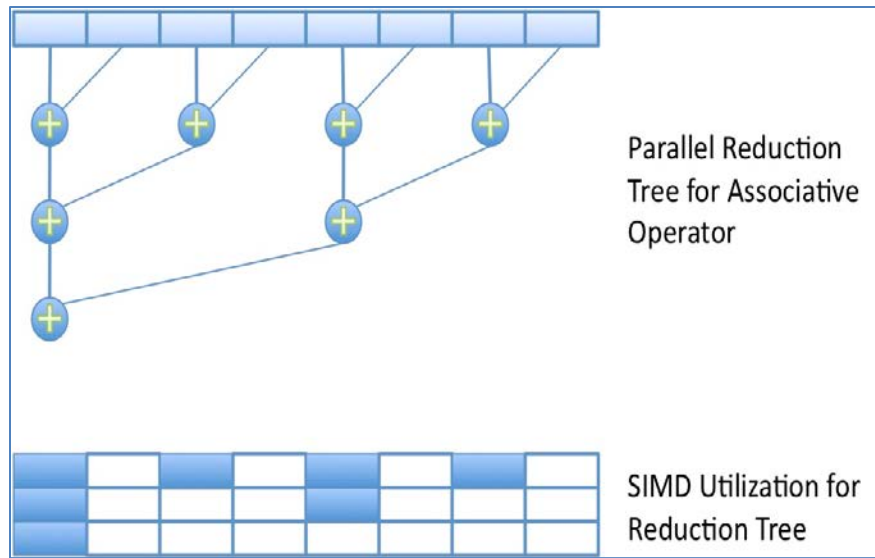 Parallel Reduction
Tree for Associative
Operator
SIMD Utilization for
Reduction Tree